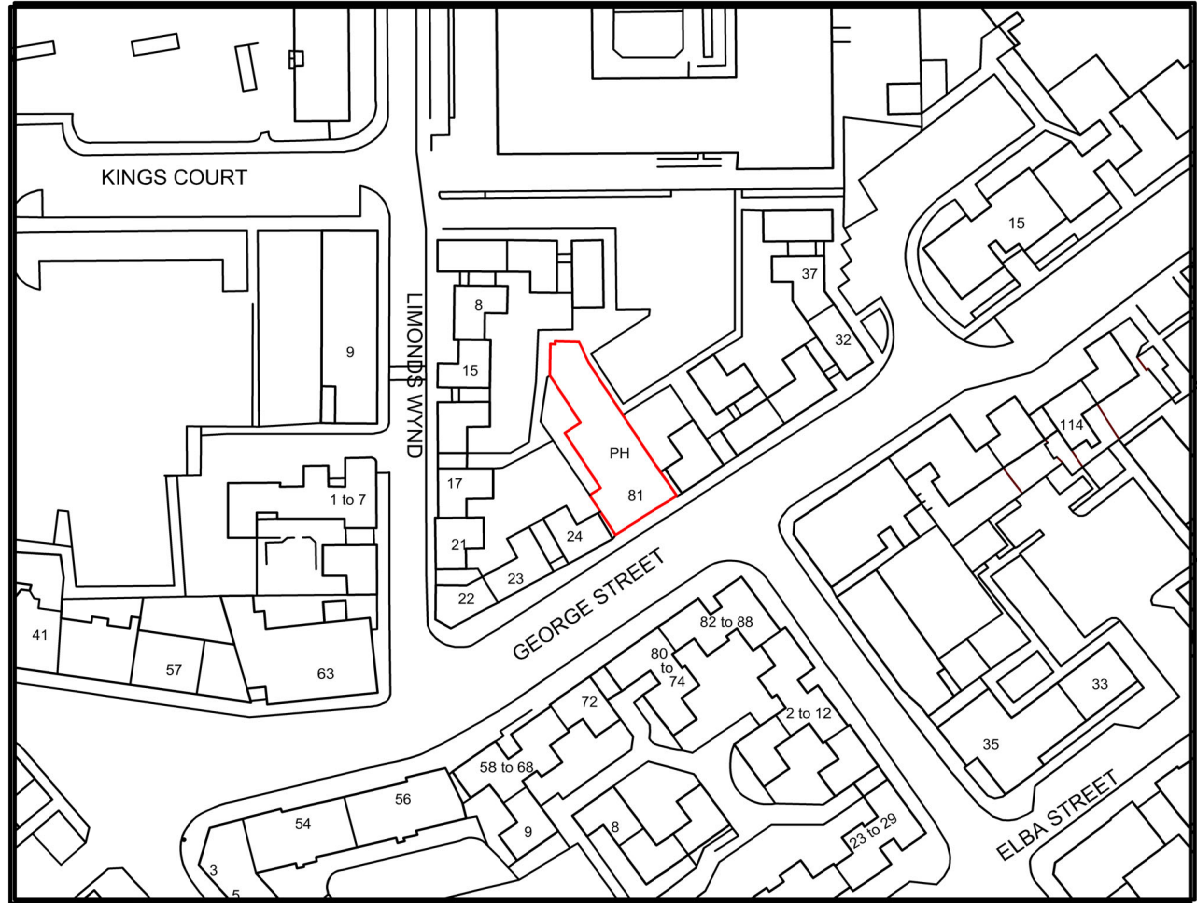 KINGS COURT
15
37
8
LIMONDS WYND
9
32
15
114
PH
17
81
1 to 7
21
24
23
22
GEORGE STREET
82 to 88
41
80
to
74
57
63
33
72
2 to 12
35
58 to 68
56
54
9
8
23 to 29
ELBA STREET
3
5